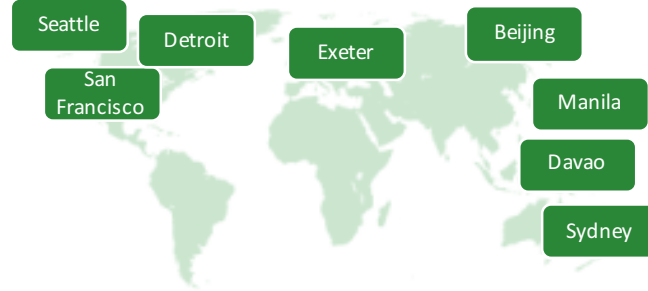 Seattle
Detroit
Exeter
Beijing
San
Francisco
Manila
Davao
Sydney